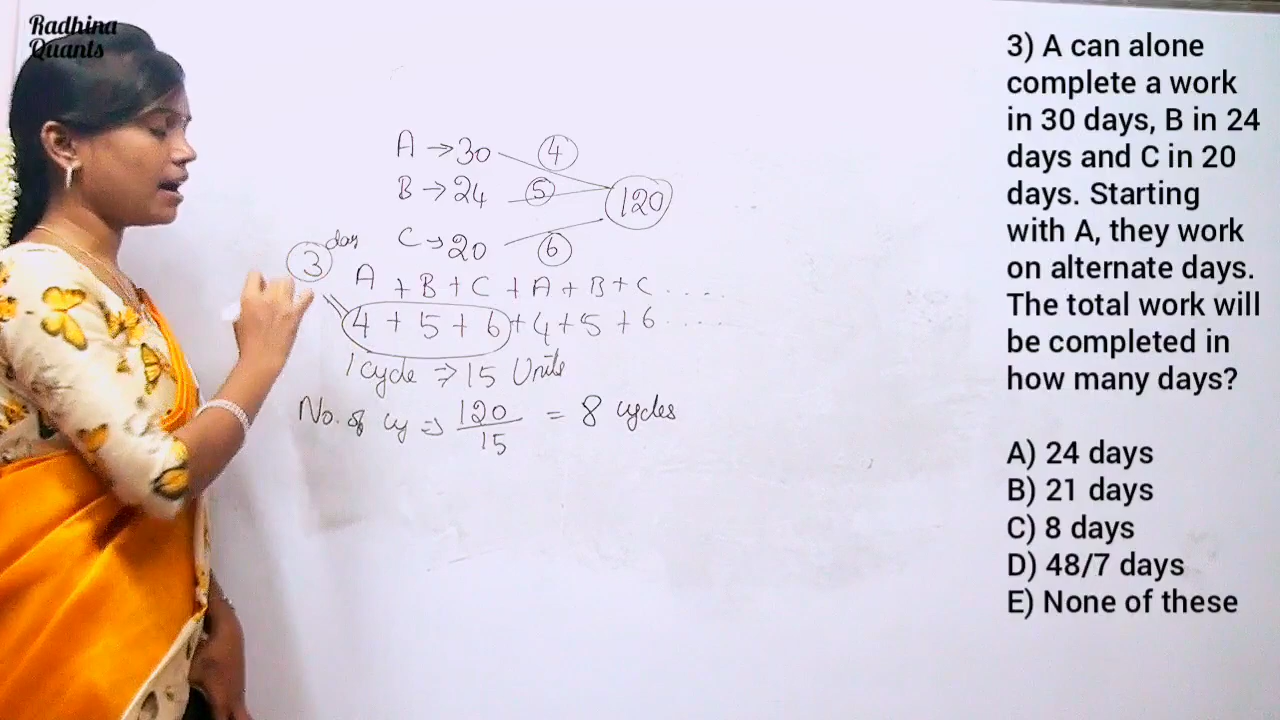 Radhina
Quants
A → 30 4
B → 24 5 120
C → 20 6
3 day
A + B + C + A + B + C ....
4 + 5 + 6 + 4 + 5 + 6 ....
1 cycle ⇒ 15 Units
No. of cy ⇒ 120/15 = 8 cycles
3) A can alone
complete a work
in 30 days, B in 24
days and C in 20
days. Starting
with A, they work
on alternate days.
The total work will
be completed in
how many days?
A) 24 days
B) 21 days
C) 8 days
D) 48/7 days
E) None of these